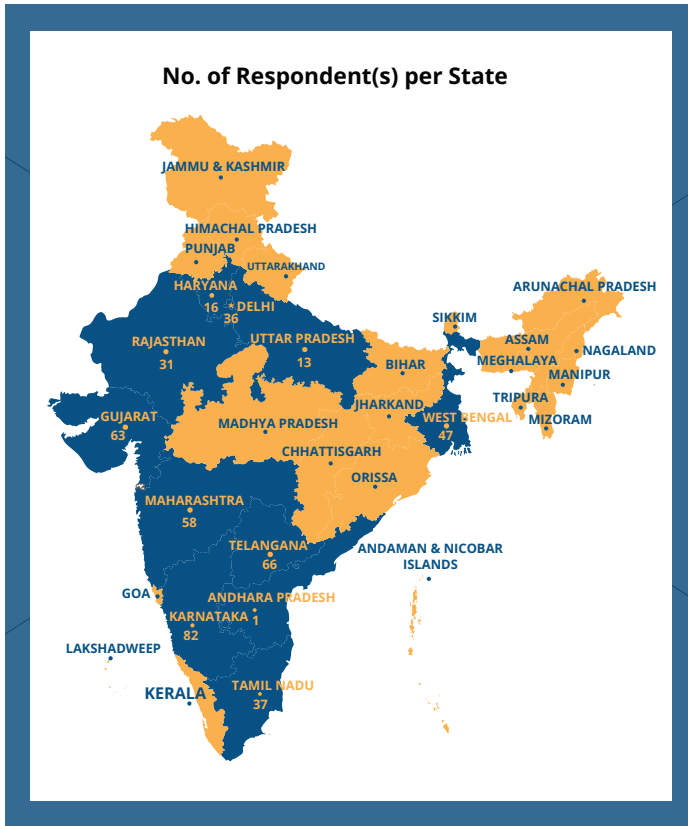 No. of Respondent(s) per State
JAMMU & KASHMIR
HIMACHAL PRADESH
PUNJAB
UTTARAKHAND
HARYANA
16
DELHI
36
ARUNACHAL PRADESH
SIKKIM
RAJASTHAN
31
UTTAR PRADESH
13
ASSAM
NAGALAND
BIHAR
MEGHALAYA
MANIPUR
JHARKAND
TRIPURA
GUJARAT
63
MADHYA PRADESH
WEST BENGAL
47
MIZORAM
CHHATTISGARH
ORISSA
MAHARASHTRA
58
TELANGANA
66
ANDAMAN & NICOBAR
ISLANDS
GOA
ANDHARA PRADESH
1
KARNATAKA
82
LAKSHADWEEP
KERALA
TAMIL NADU
37